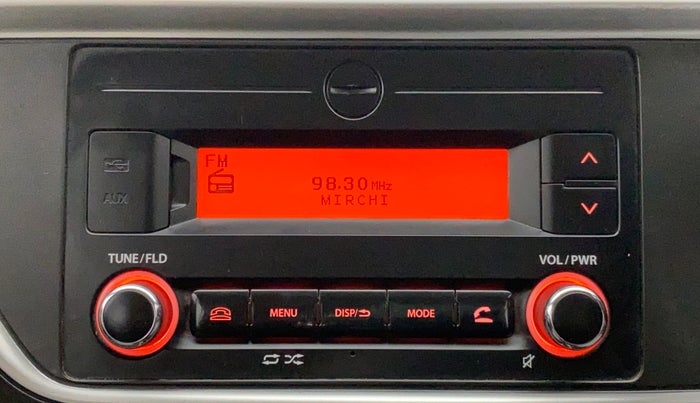 FM
98.30 MHz
MIRCHI
AUX
TUNE/FLD
VOL/PWR
MENU
DISP/
MODE